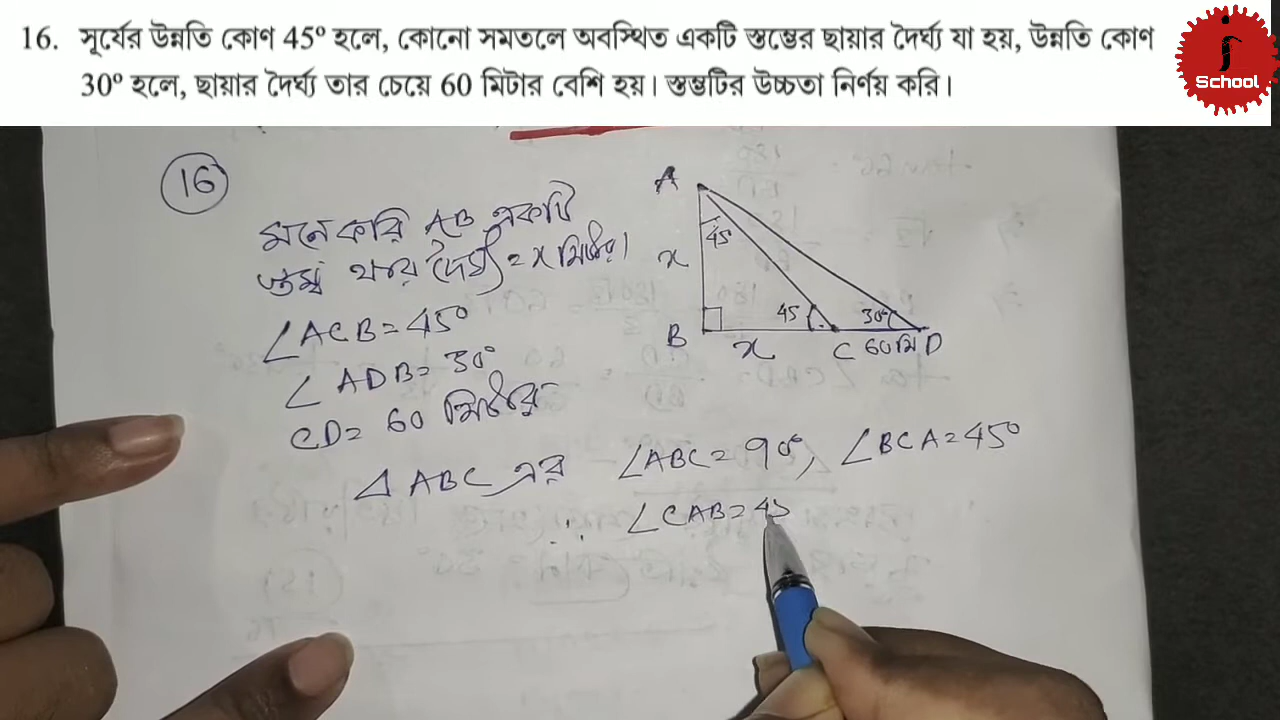 16. সূর্যের উন্নতি কোণ 45° হলে, কোনো সমতলে অবস্থিত একটি স্তম্ভের ছায়ার দৈর্ঘ্য যা হয়, উন্নতি কোণ
30° হলে, ছায়ার দৈর্ঘ্য তার চেয়ে 60 মিটার বেশি হয়। স্তম্ভটির উচ্চতা নির্ণয় করি।
School
16
মনে করি AB একটি
দৈর্ঘ্য = x মিটার।
∠ACB = 45°
∠ADB = 30°
CD = 60 মিটার
A
45
x
45
30°
B
x
C 60মি D
△ABC এর ∠ABC = 90°, ∠BCA = 45°
∴ ∠CAB = 45